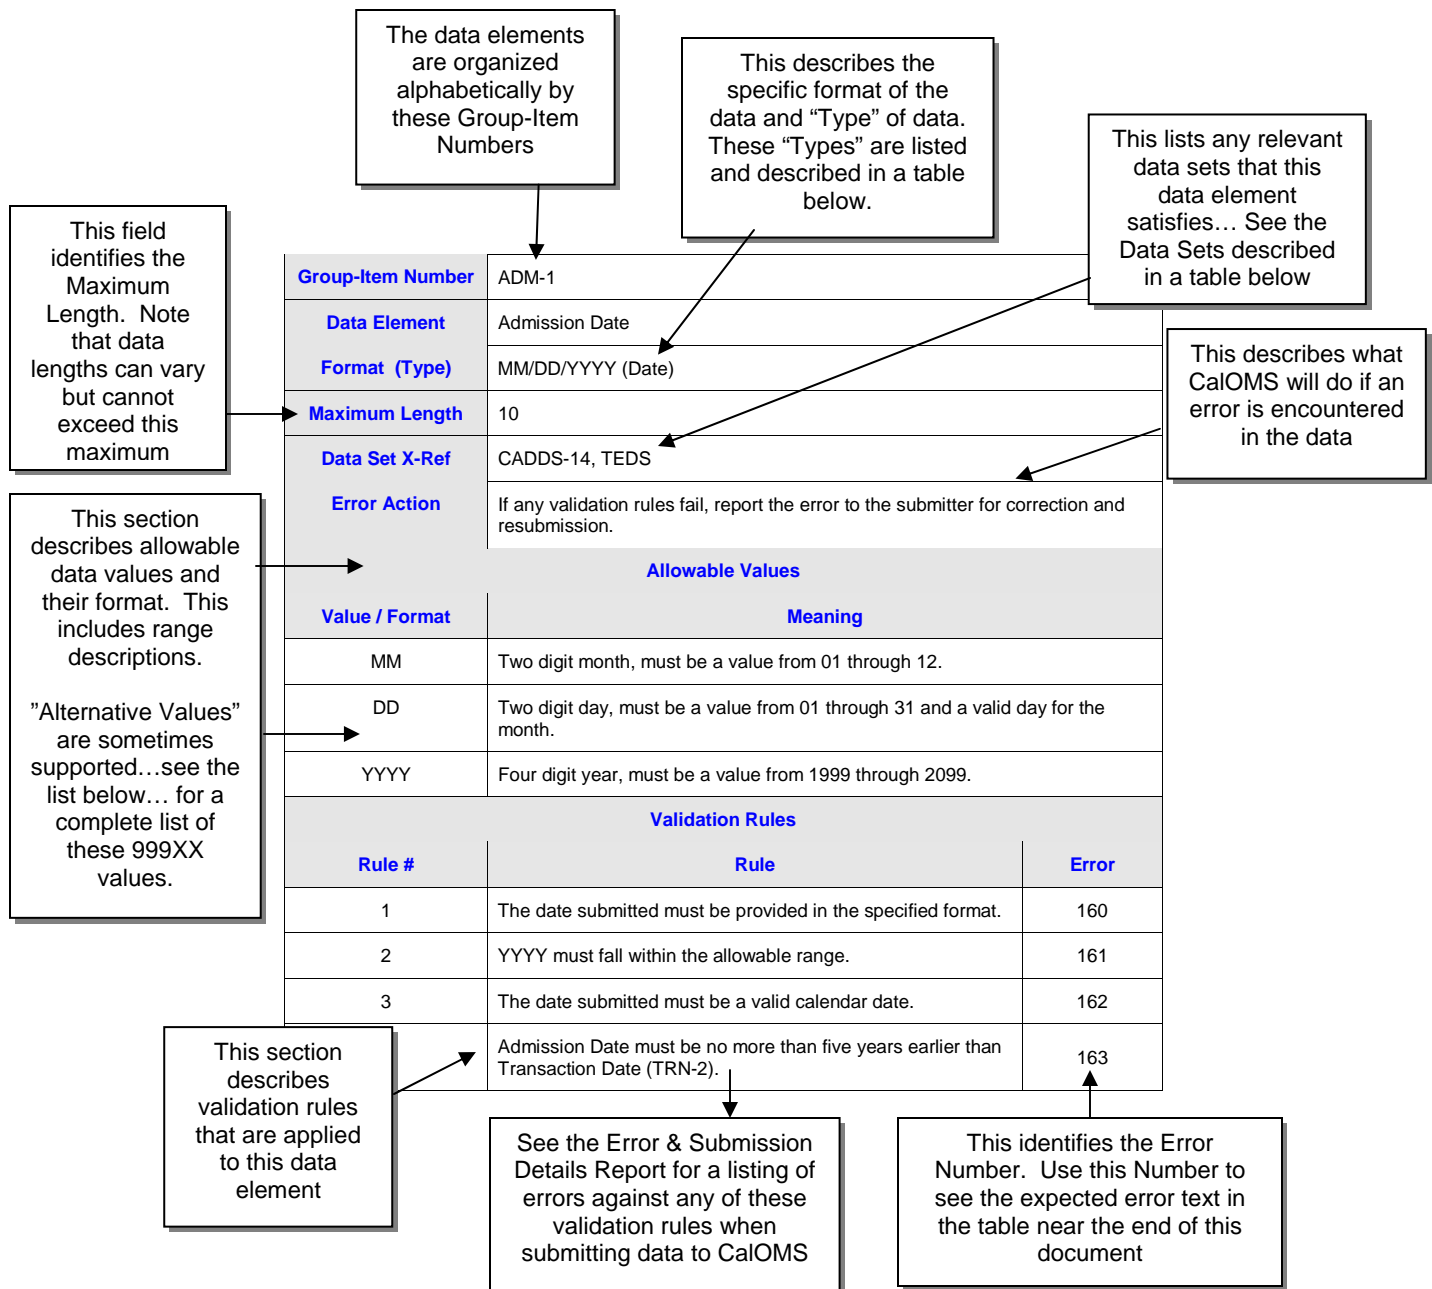 The data elements
are organized
alphabetically by
these Group-Item
Numbers
This describes the
specific format of the
data and “Type” of data.
These “Types” are listed
and described in a table
below.
This lists any relevant
data sets that this
data element
satisfies… See the
Data Sets described
in a table below
This field
identifies the
Maximum
Length.  Note
that data
lengths can vary
but cannot
exceed this
maximum
This describes what
CalOMS will do if an
error is encountered
in the data
This section
describes allowable
data values and
their format.  This
includes range
descriptions.
”Alternative Values”
are sometimes
supported…see the
list below… for a
complete list of
these 999XX
values.
Group-Item Number ADM-1
Data Element Admission Date
Format  (Type) MM/DD/YYYY (Date)
Maximum Length 10
Data Set X-Ref CADDS-14, TEDS
Error Action If any validation rules fail, report the error to the submitter for correction and
resubmission.
Allowable Values
Value / Format Meaning
MM Two digit month, must be a value from 01 through 12.
DD Two digit day, must be a value from 01 through 31 and a valid day for the
month.
YYYY Four digit year, must be a value from 1999 through 2099.
Validation Rules
Rule # Rule Error
1 The date submitted must be provided in the specified format. 160
2 YYYY must fall within the allowable range. 161
3 The date submitted must be a valid calendar date. 162
Admission Date must be no more than five years earlier than
Transaction Date (TRN-2). 163
This section
describes
validation rules
that are applied
to this data
element
See the Error & Submission
Details Report for a listing of
errors against any of these
validation rules when
submitting data to CalOMS
This identifies the Error
Number.  Use this Number to
see the expected error text in
the table near the end of this
document